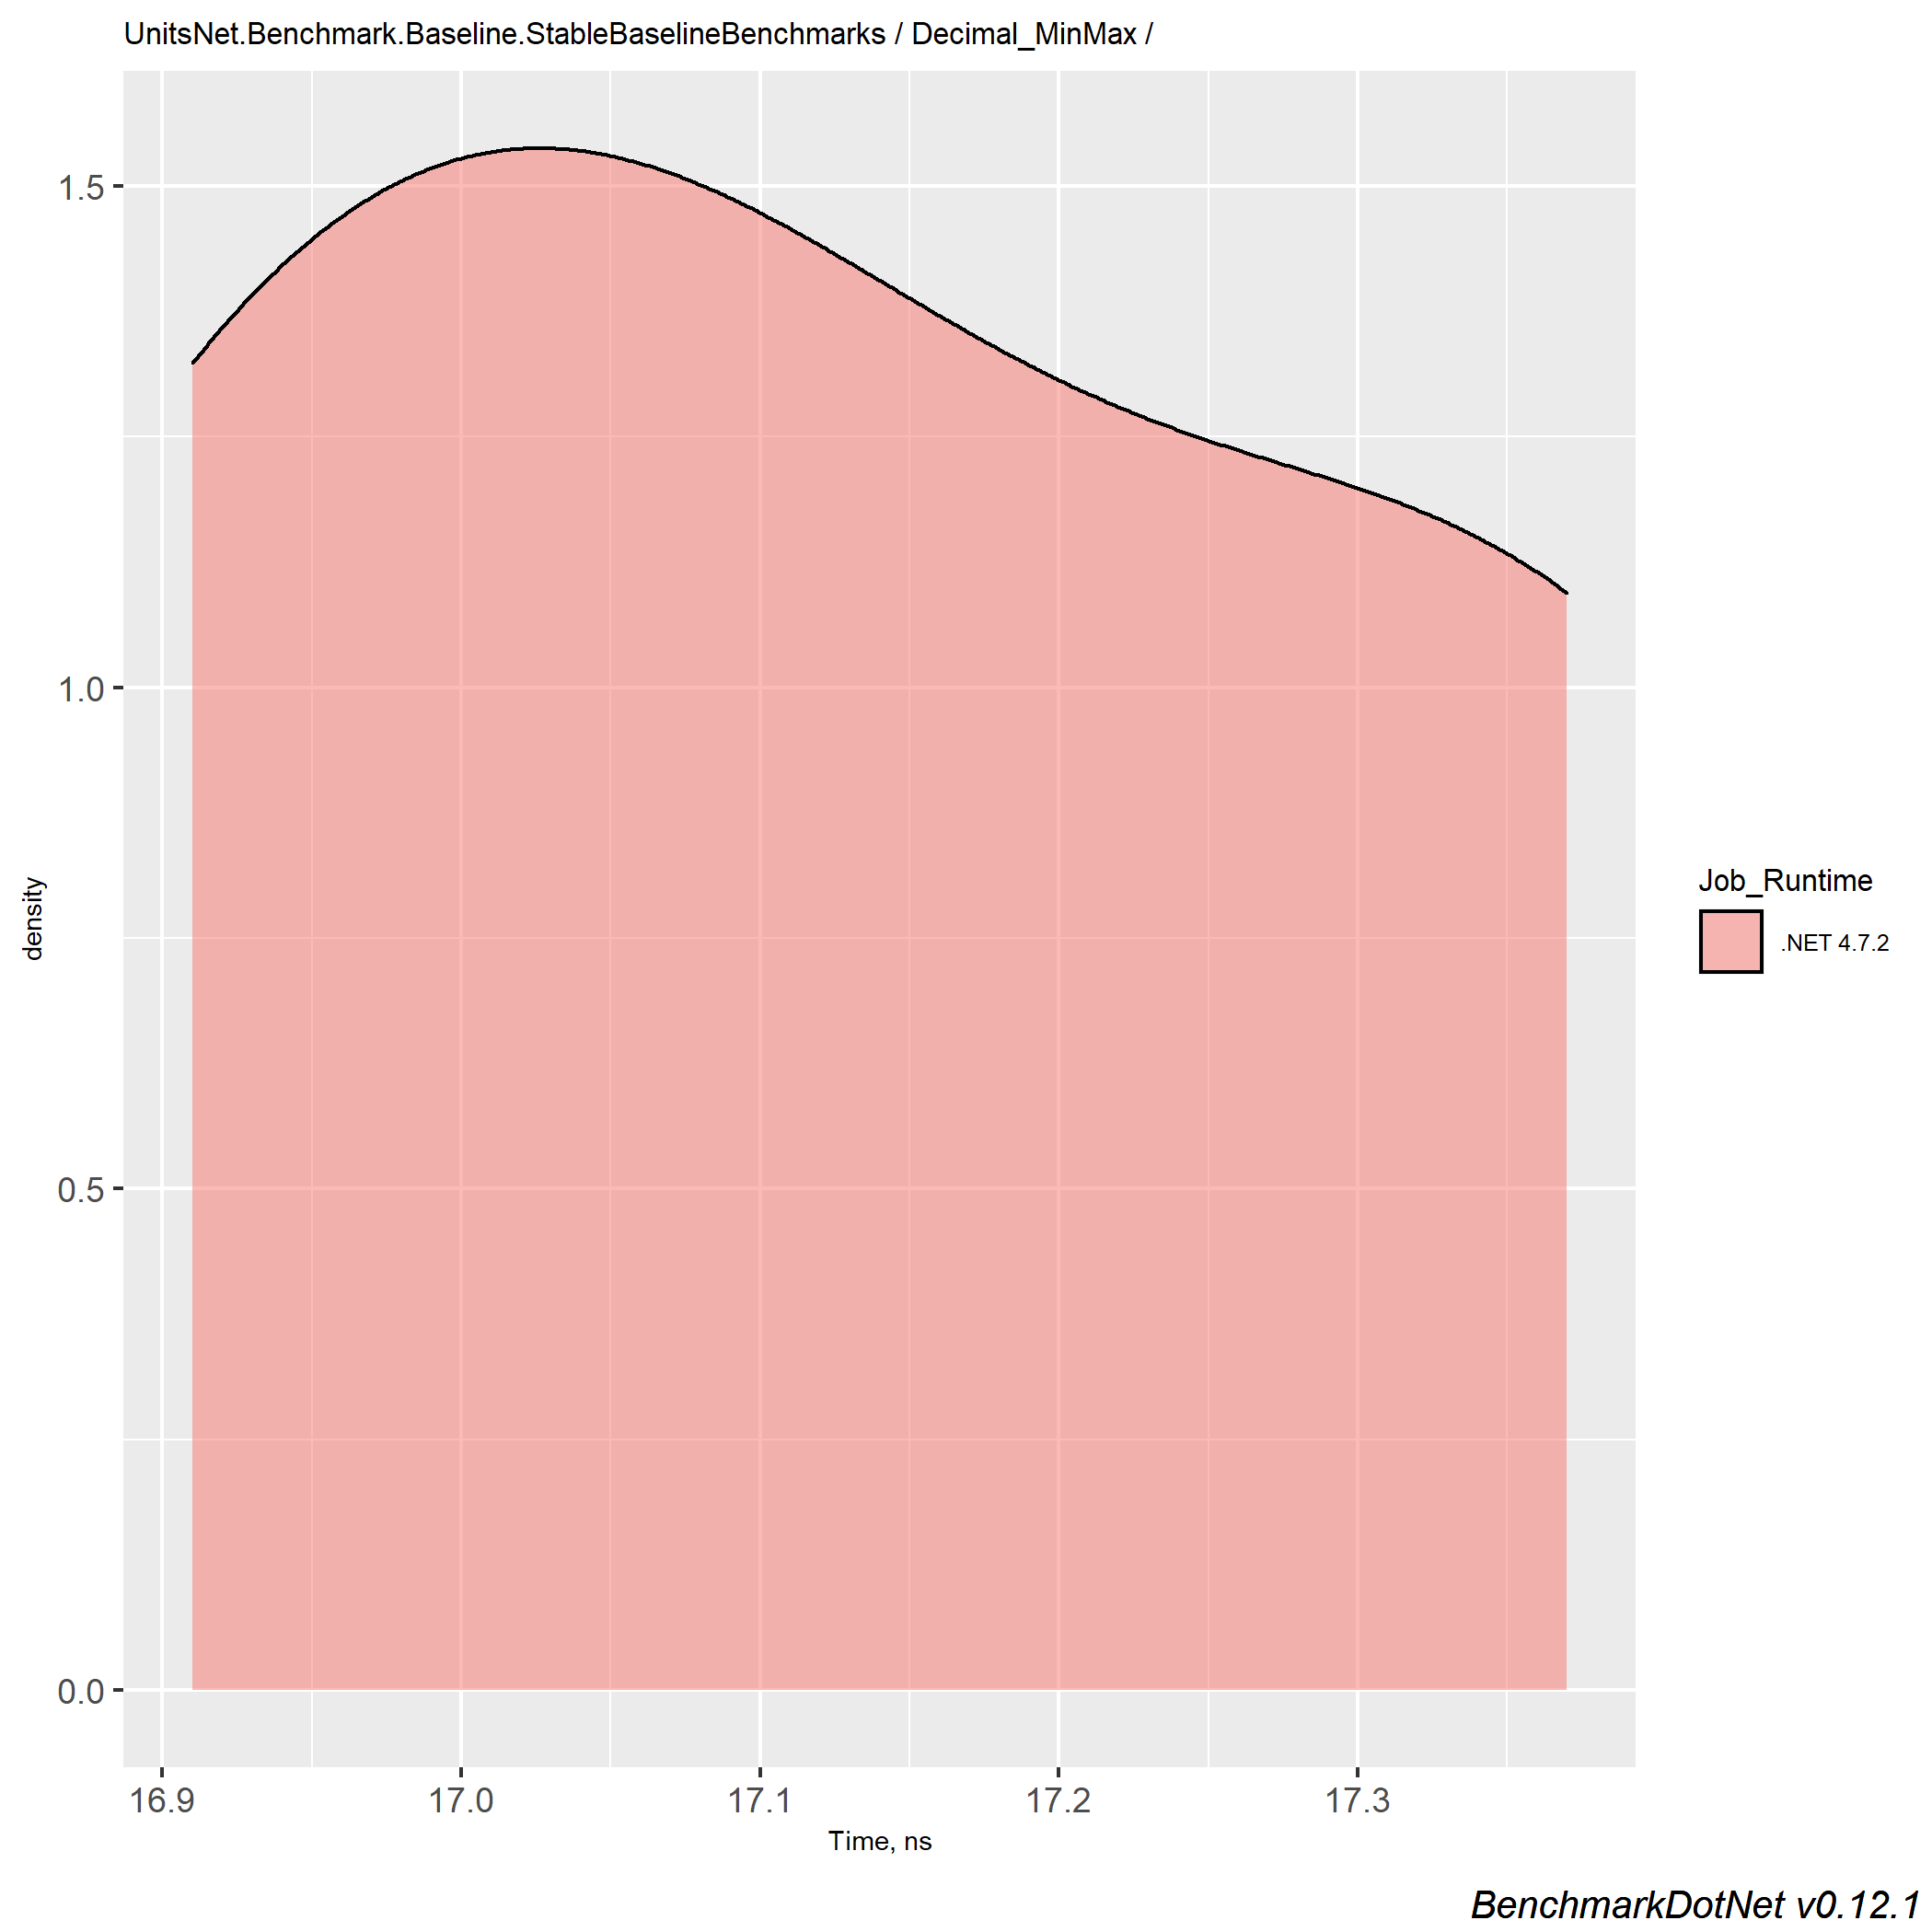 UnitsNet.Benchmark.Baseline.StableBaselineBenchmarks / Decimal_MinMax /
1.5
1.0
0.5
0.0
density
16.9 17.0 17.1 17.2 17.3
Time, ns
Job_Runtime
.NET 4.7.2
BenchmarkDotNet v0.12.1